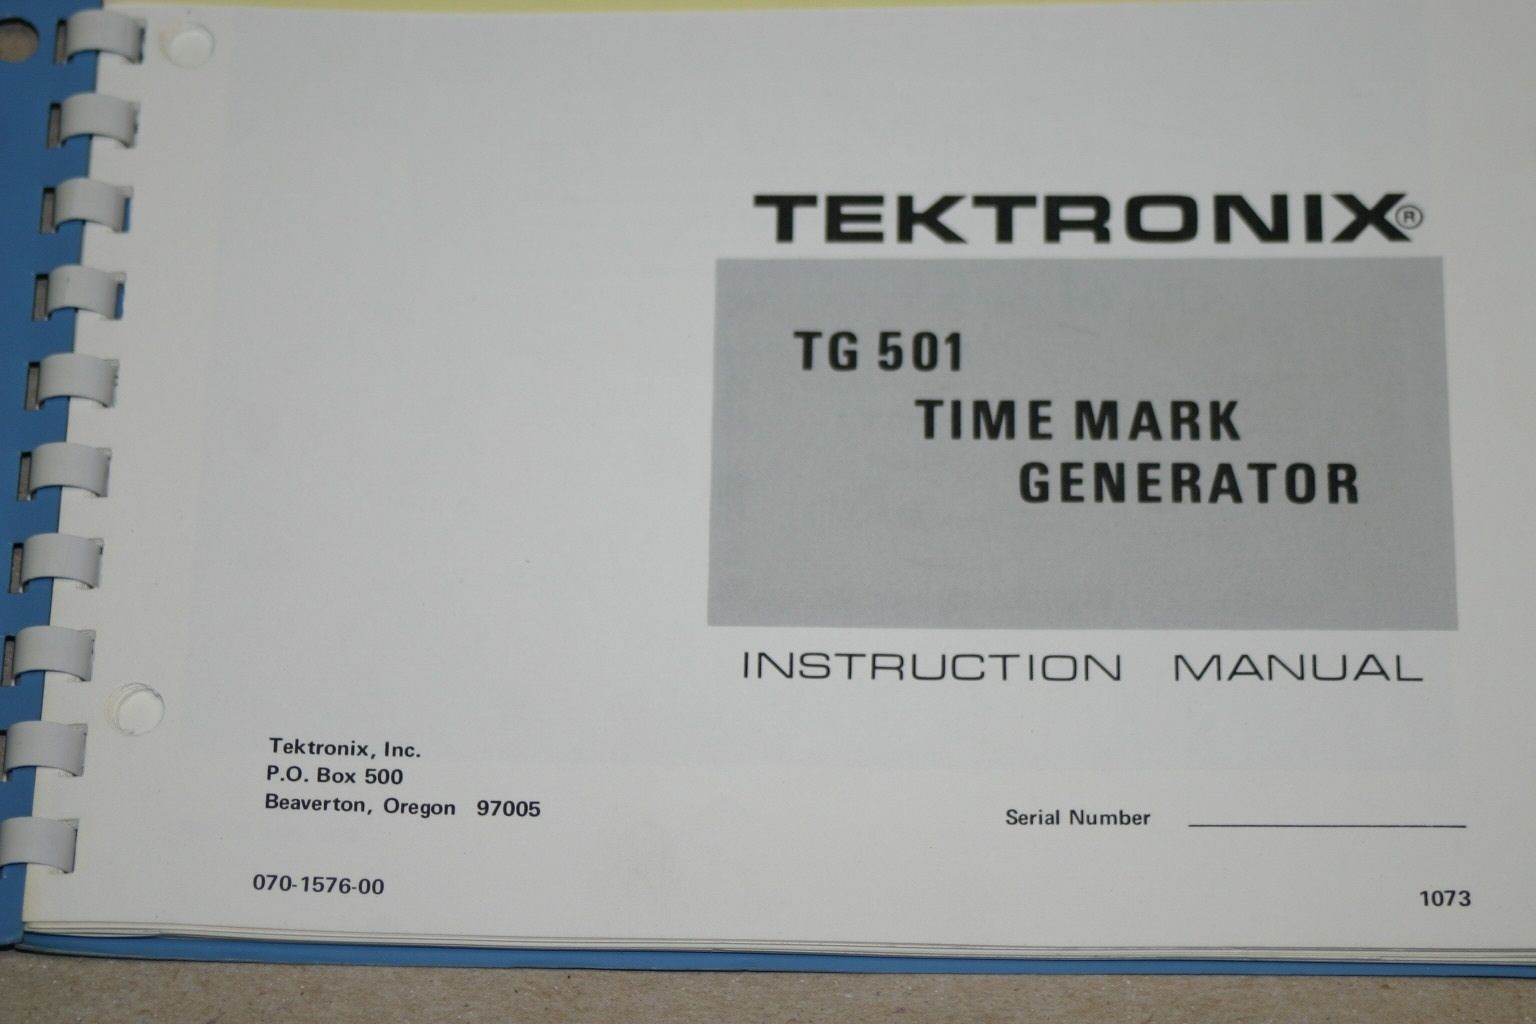 TEKTRONIX®
TG 501
TIME MARK
GENERATOR
INSTRUCTION MANUAL
Tektronix, Inc.
P.O. Box 500
Beaverton, Oregon 97005
Serial Number
070-1576-00
1073